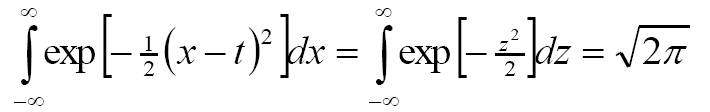 ∫_{-∞}^{∞} exp[-½(x-t)²]dx = ∫_{-∞}^{∞} exp[-z²/2]dz = √2π